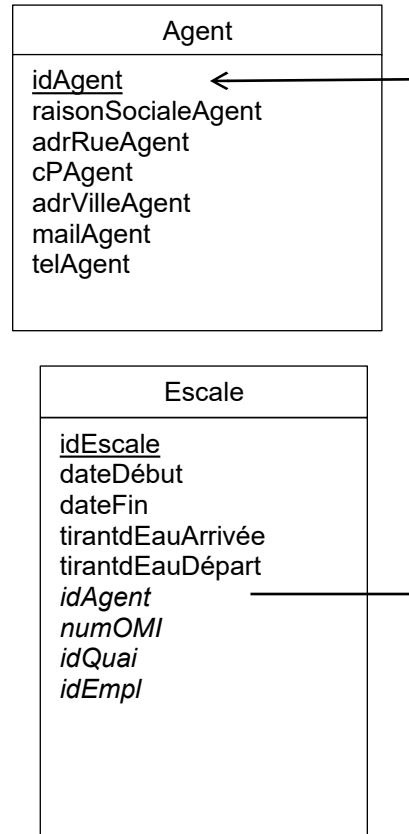 Agent
idAgent
raisonSocialeAgent
adrRueAgent
cPAgent
adrVilleAgent
mailAgent
telAgent
Escale
idEscale
dateDébut
dateFin
tirantdEauArrivée
tirantdEauDépart
idAgent
numOMI
idQuai
idEmpl